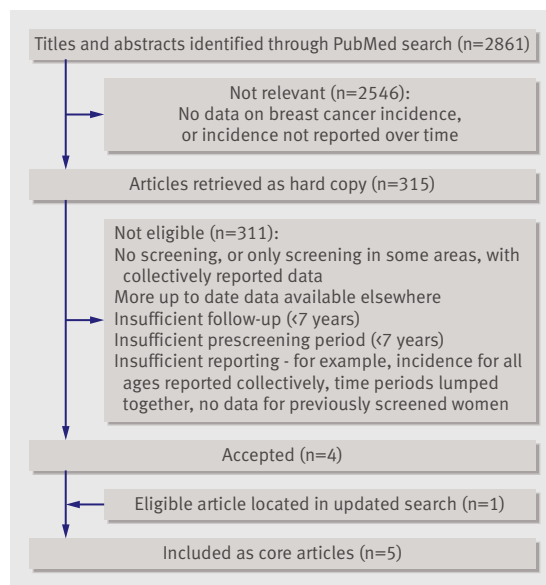 Titles and abstracts identified through PubMed search (n=2861)
Not relevant (n=2546):
No data on breast cancer incidence,
or incidence not reported over time
Articles retrieved as hard copy (n=315)
Not eligible (n=311):
No screening, or only screening in some areas, with
collectively reported data
More up to date data available elsewhere
Insufficient follow-up (<7 years)
Insufficient prescreening period (<7 years)
Insufficient reporting - for example, incidence for all
ages reported collectively, time periods lumped
together, no data for previously screened women
Accepted (n=4)
Eligible article located in updated search (n=1)
Included as core articles (n=5)